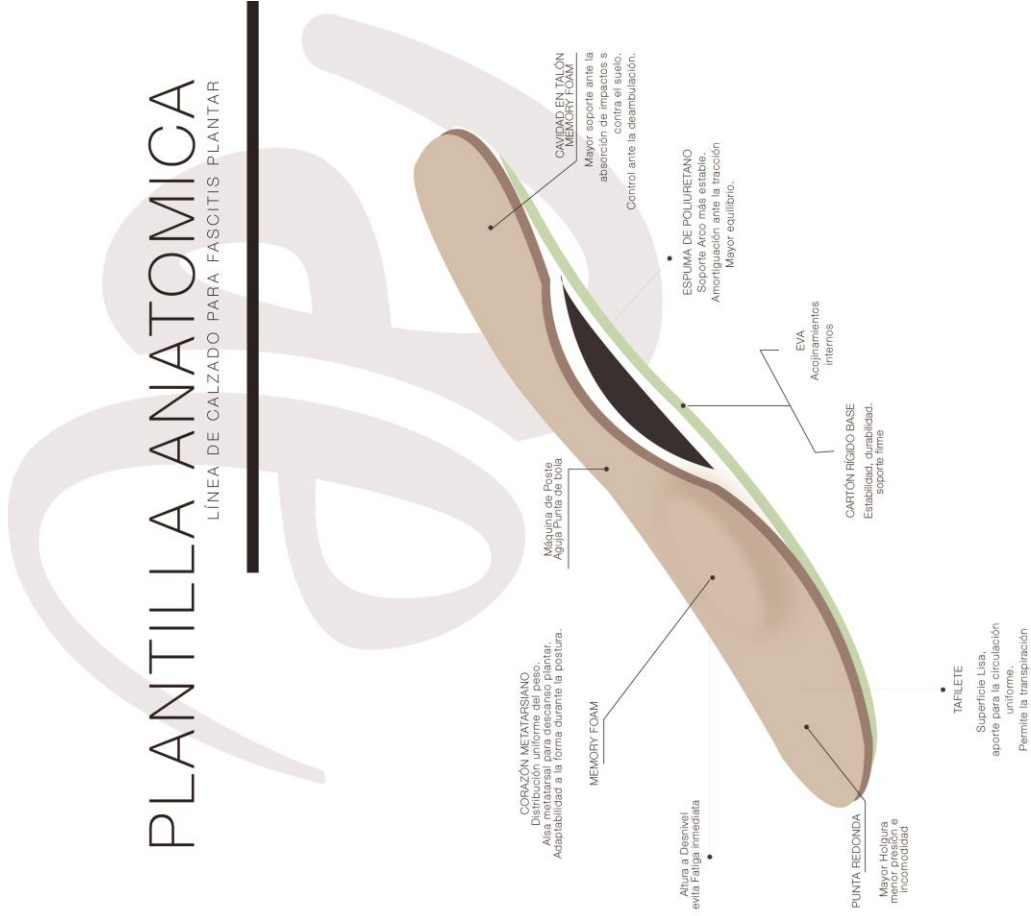 PLANTILLA ANATOMICA
LÍNEA DE CALZADO PARA FASCITIS PLANTAR
CORAZÓN METATARSIANO
Distribución uniforme del peso.
Alsa metatarsal para descanso plantar.
Adaptabilidad a la forma durante la postura.
MEMORY FOAM
Máquina de Poste
Aguja Punta de bola
CAVIDAD EN TALÓN
MEMORY FOAM
Mayor soporte ante la
absorción de impactos s
contra el suelo.
Control ante la deambulación.
Altura a Desnivel
evita Fatiga inmediata
ESPUMA DE POLIURETANO
Soporte Arco más estable.
Amortiguación ante la tracción
Mayor equilibrio.
EVA
Acojinamientos
internos
CARTÓN RÍGIDO BASE
Estabilidad, durabilidad.
soporte firme
PUNTA REDONDA
Mayor Holgura
menor presión e
incomodidad
TAFILETE
Superficie Lisa,
aporte para la circulación
uniforme.
Permite la transpiración